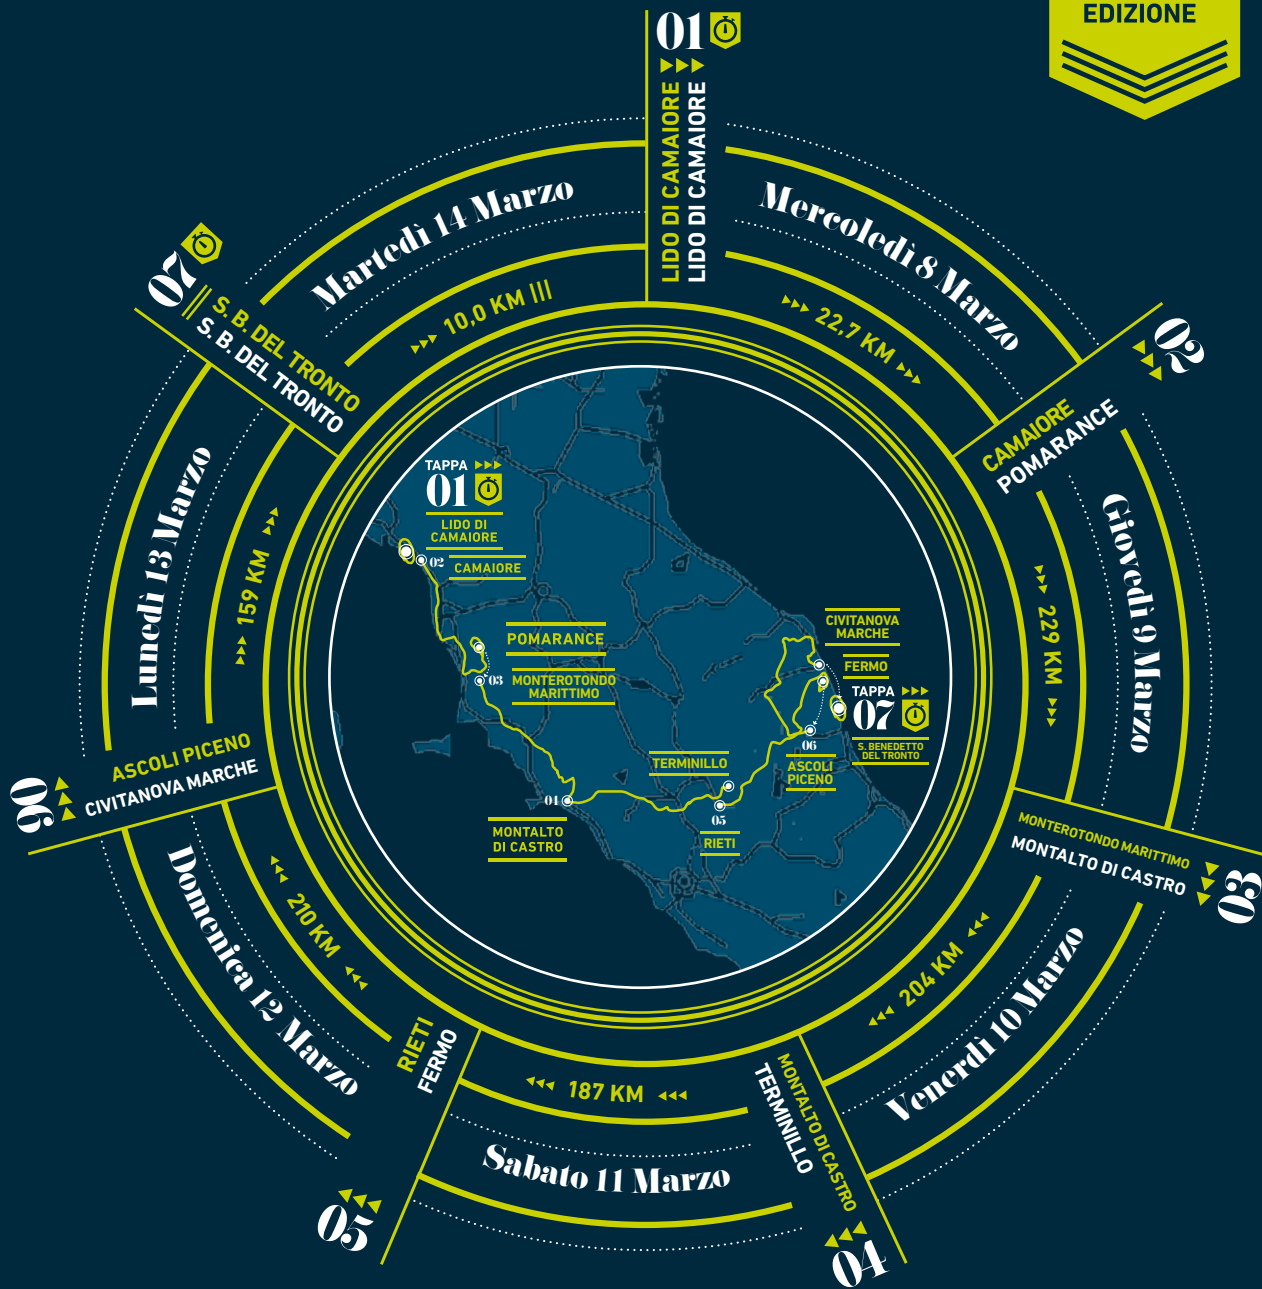 EDIZIONE
01
LIDO DI CAMAIORE
LIDO DI CAMAIORE
Mercoledì 8 Marzo
22,7 KM
02
CAMAIORE
POMARANCE
Giovedì 9 Marzo
229 KM
03
MONTEROTONDO MARITTIMO
MONTALTO DI CASTRO
Venerdì 10 Marzo
204 KM
04
MONTALTO DI CASTRO
TERMINILLO
Sabato 11 Marzo
187 KM
05
RIETI
FERMO
Domenica 12 Marzo
210 KM
06
ASCOLI PICENO
CIVITANOVA MARCHE
Lunedì 13 Marzo
159 KM
07
S. B. DEL TRONTO
S. B. DEL TRONTO
Martedì 14 Marzo
10,0 KM
TAPPA
01
LIDO DI
CAMAIORE
02
CAMAIORE
POMARANCE
03
MONTEROTONDO
MARITTIMO
04
MONTALTO
DI CASTRO
TERMINILLO
05
RIETI
CIVITANOVA
MARCHE
FERMO
TAPPA
07
S. BENEDETTO
DEL TRONTO
06
ASCOLI
PICENO